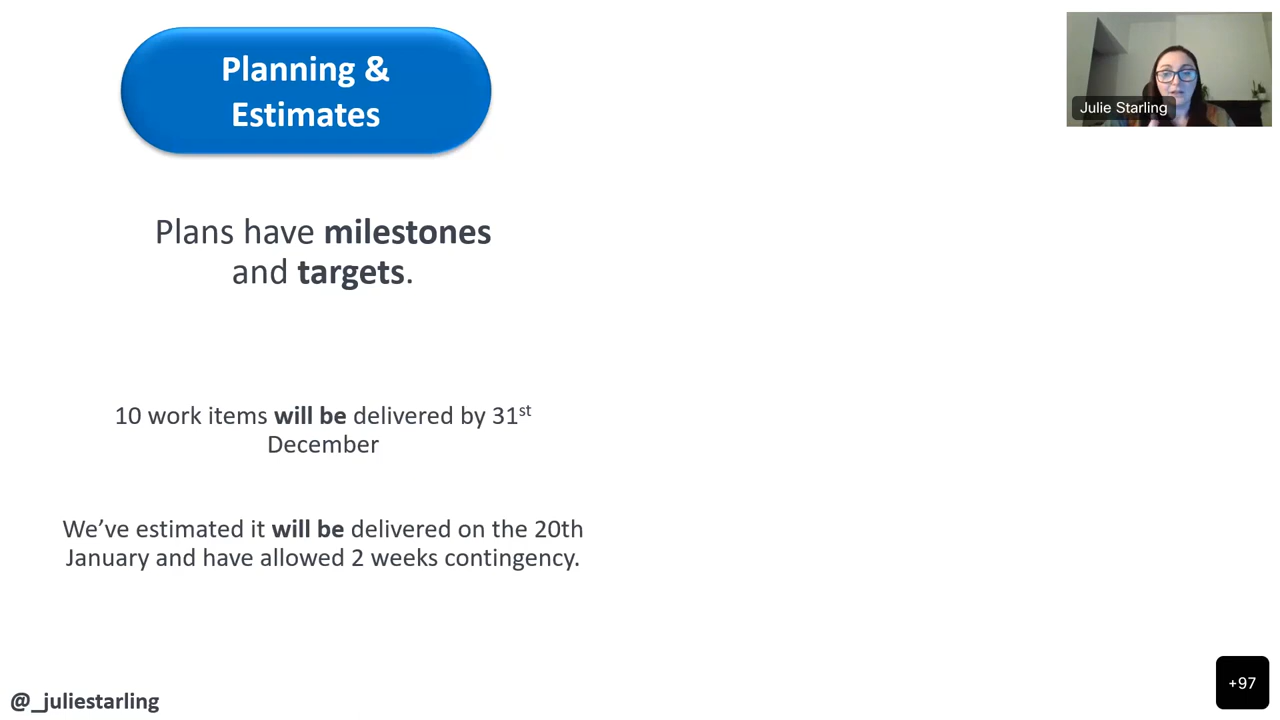 Planning &
Estimates
Julie Starling
Plans have milestones
and targets.
10 work items will be delivered by 31st
December
We’ve estimated it will be delivered on the 20th
January and have allowed 2 weeks contingency.
+97
@_juliestarling